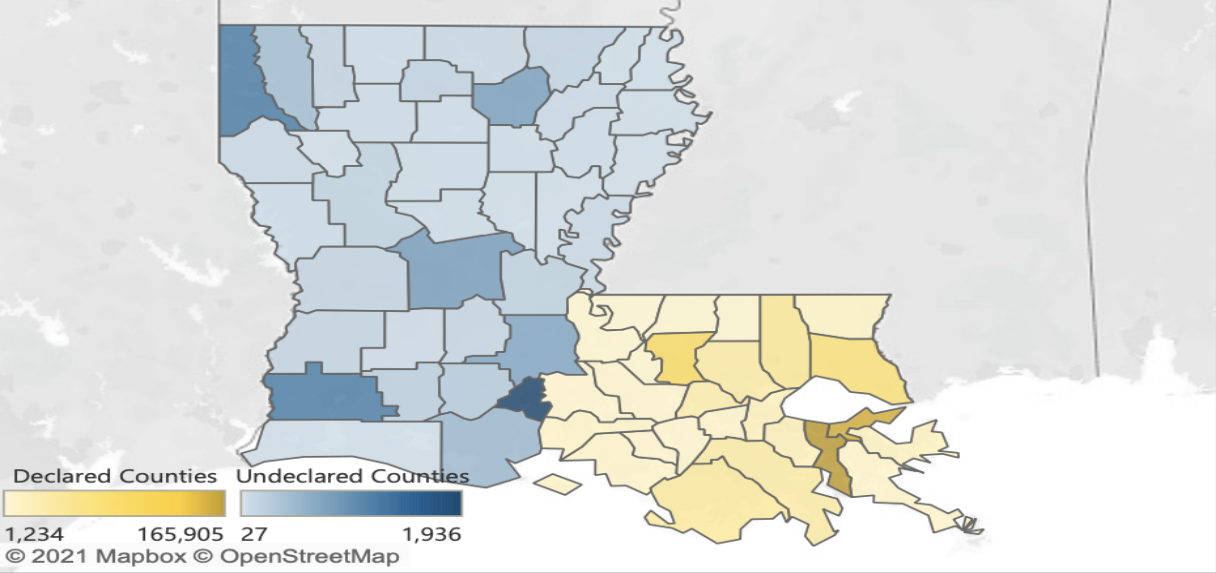 Declared Counties Undeclared Counties
1,234 165,905 27 1,936
© 2021 Mapbox © OpenStreetMap